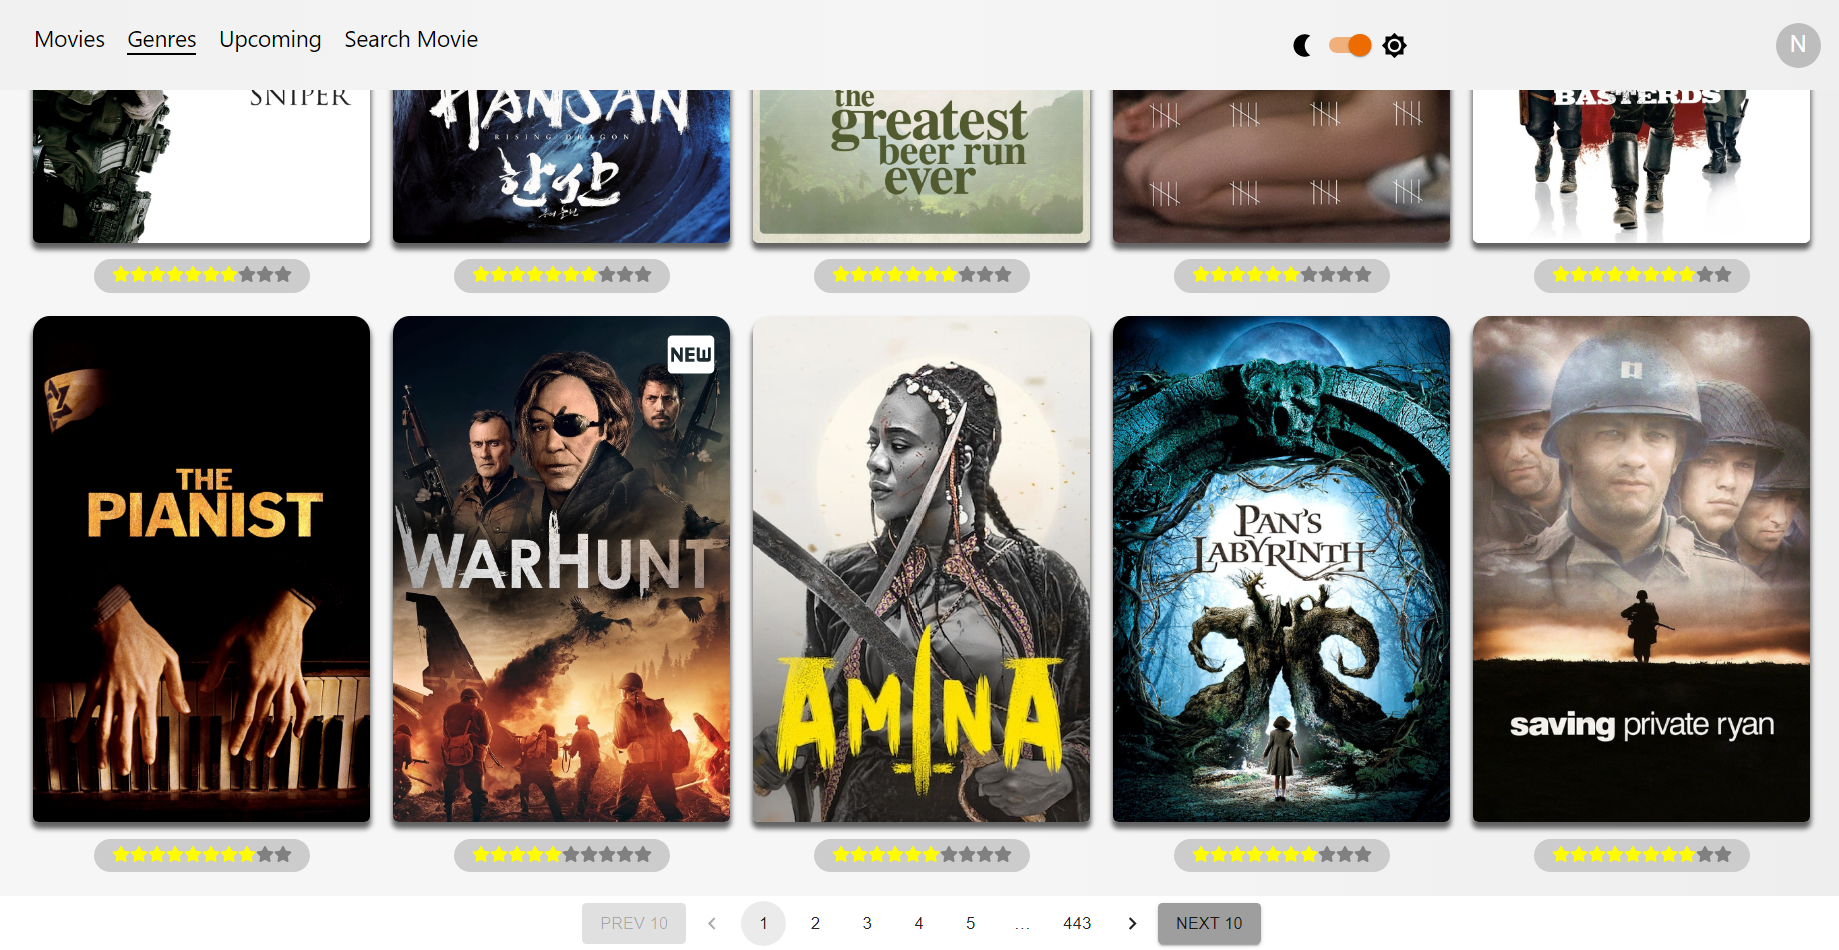 Movies Genres Upcoming Search Movie
N
SNIPER
HANSAN
RISING DRAGON
한산
the
greatest
beer run
ever
BASTERDS
THE
PIANIST
NEW
WARHUNT
AMINA
PAN'S
LABYRINTH
saving private ryan
PREV 10 1 2 3 4 5 ... 443 NEXT 10